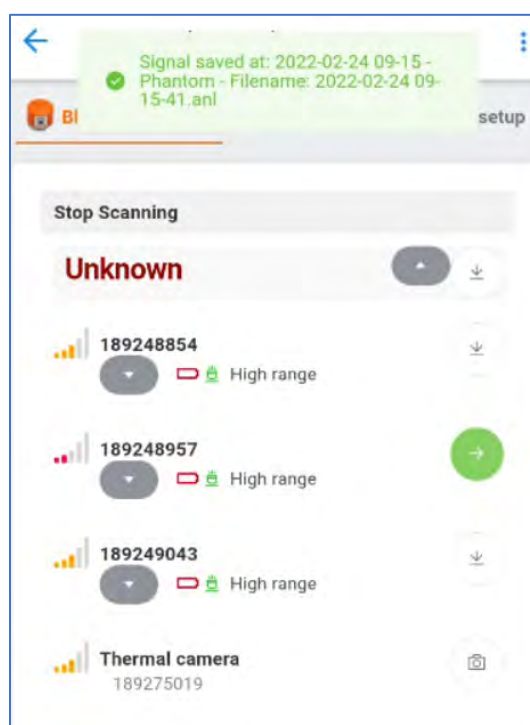 Signal saved at: 2022-02-24 09-15 -
Phantom - Filename: 2022-02-24 09-
15-41.anl
setup
Stop Scanning
Unknown
189248854
High range
189248957
High range
189249043
High range
Thermal camera
189275019